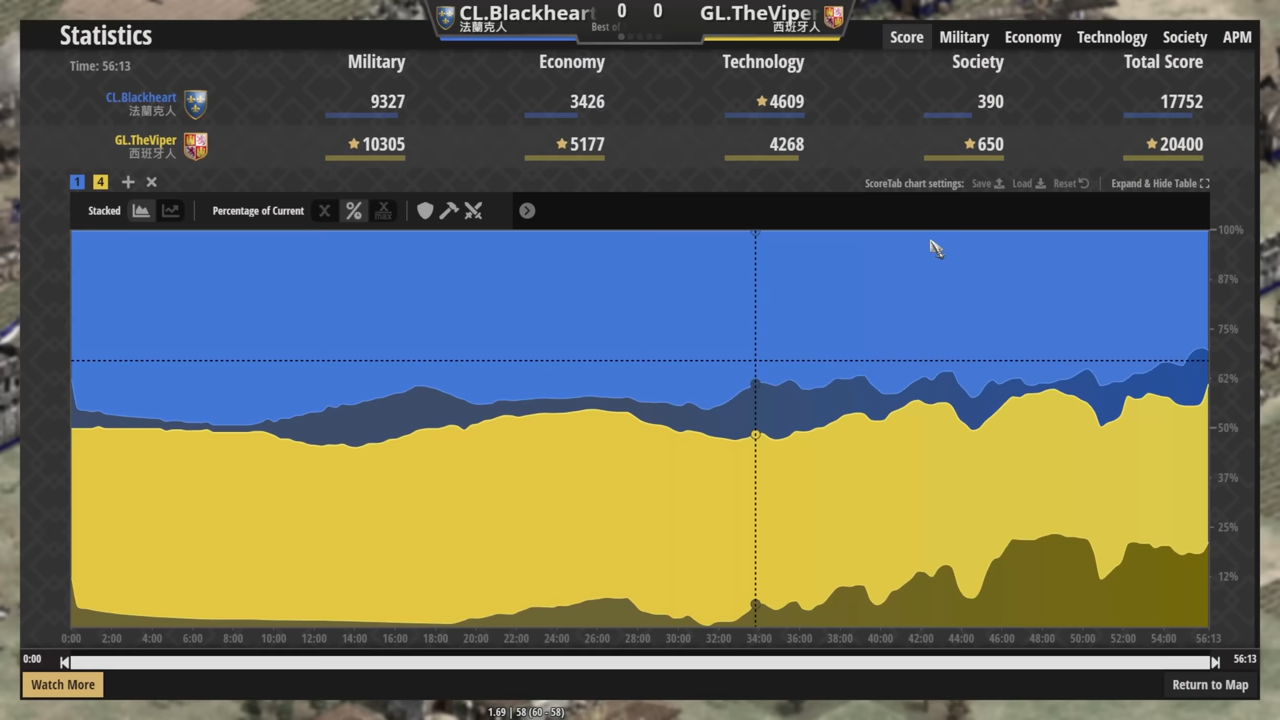 Statistics
CL.Blackhear 0 0 GL.TheViper
法蘭克人 Best of 西班牙人
Score Military Economy Technology Society APM
Time: 56:13 Military Economy Technology Society Total Score
CL.Blackheart 9327 3426 4609 390 17752
法蘭克人
GL.TheViper 10305 5177 4268 650 20400
西班牙人
1 4 ScoreTab chart settings: Save Load Reset Expand & Hide Table
Stacked Percentage of Current X % X max
100%
87%
75%
62%
50%
37%
25%
12%
0:00 2:00 4:00 6:00 8:00 10:00 12:00 14:00 16:00 18:00 20:00 22:00 24:00 26:00 28:00 30:00 32:00 34:00 36:00 38:00 40:00 42:00 44:00 46:00 48:00 50:00 52:00 54:00 56:13
0:00 56:13
Watch More Return to Map
1.69 | 58 (60 - 58)